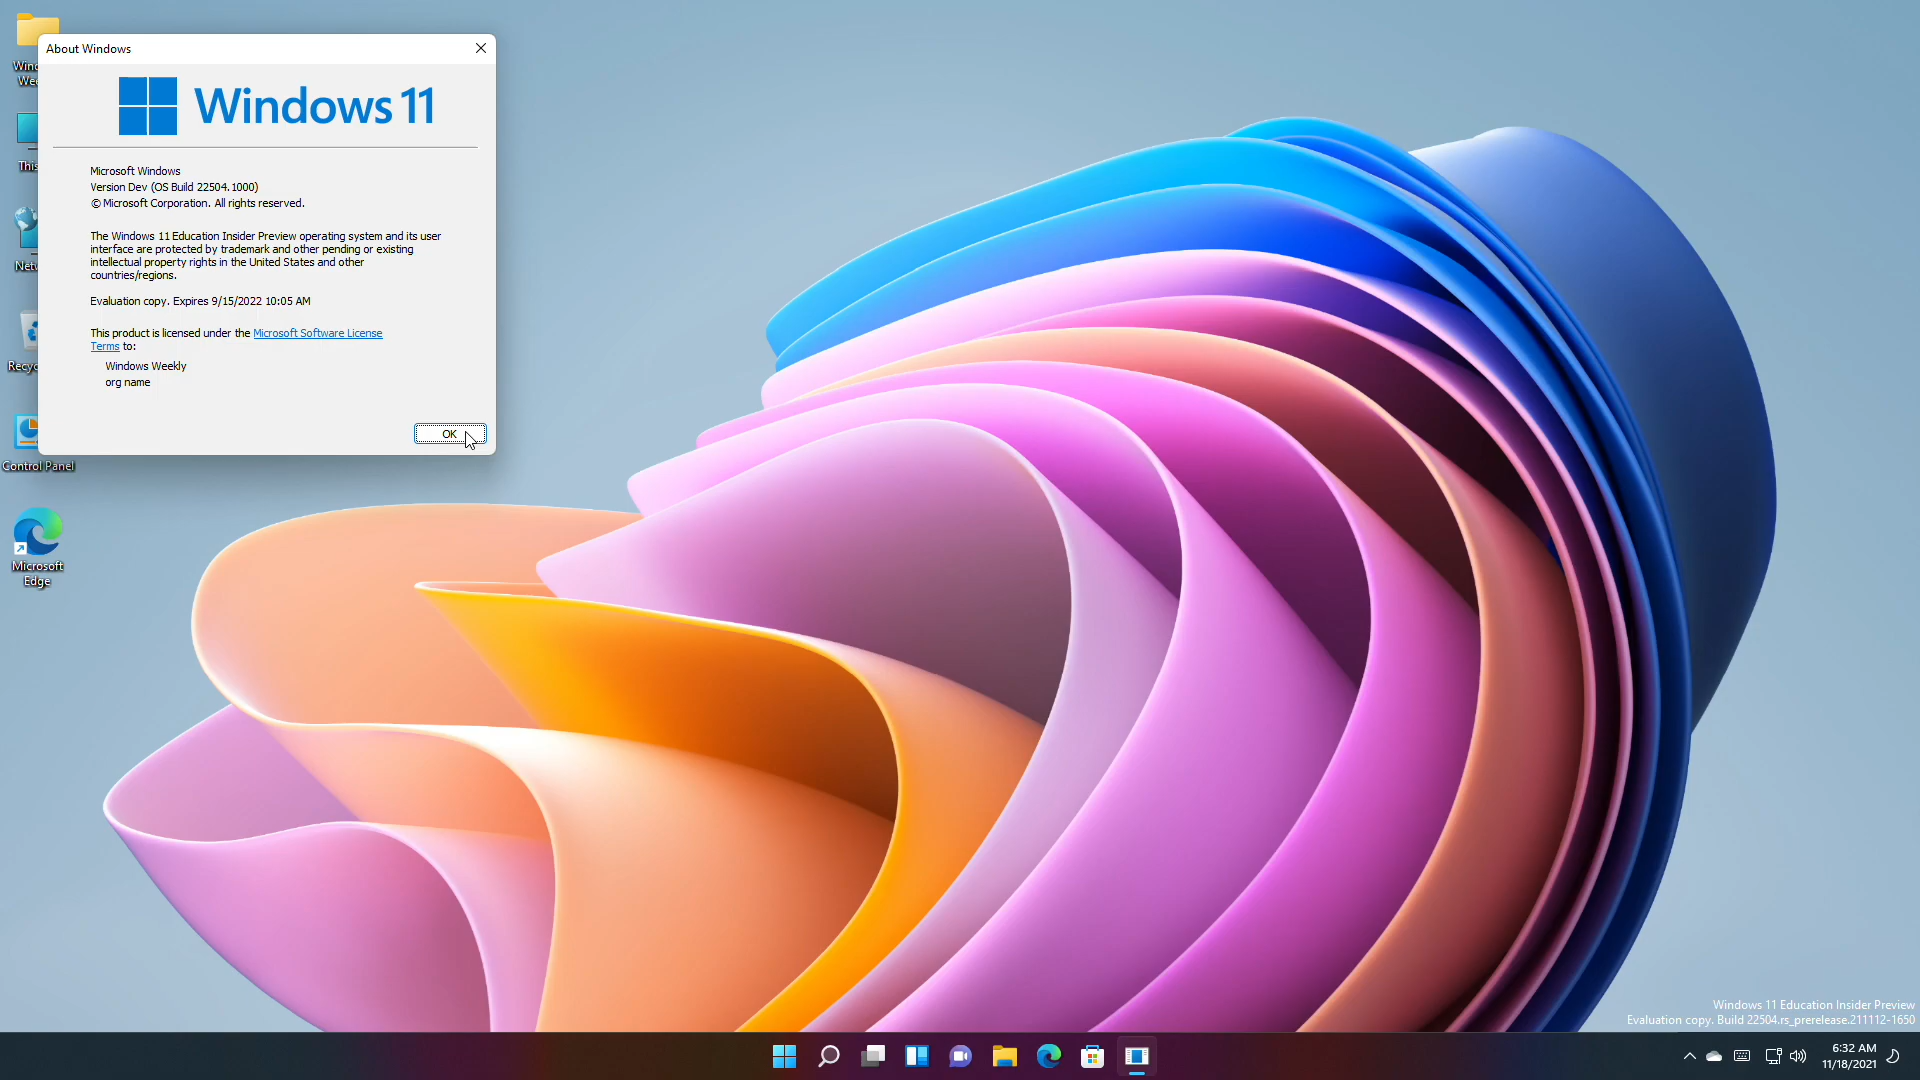 About Windows
Windows 11
Microsoft Windows
Version Dev (OS Build 22504.1000)
© Microsoft Corporation. All rights reserved.
The Windows 11 Education Insider Preview operating system and its user
interface are protected by trademark and other pending or existing
intellectual property rights in the United States and other
countries/regions.
Evaluation copy. Expires 9/15/2022 10:05 AM
This product is licensed under the Microsoft Software License
Terms to:
Windows Weekly
org name
OK
This
Control Panel
Microsoft
Edge
Windows 11 Education Insider Preview
Evaluation copy. Build 22504.rs_prerelease.211112-1650
6:32 AM
11/18/2021